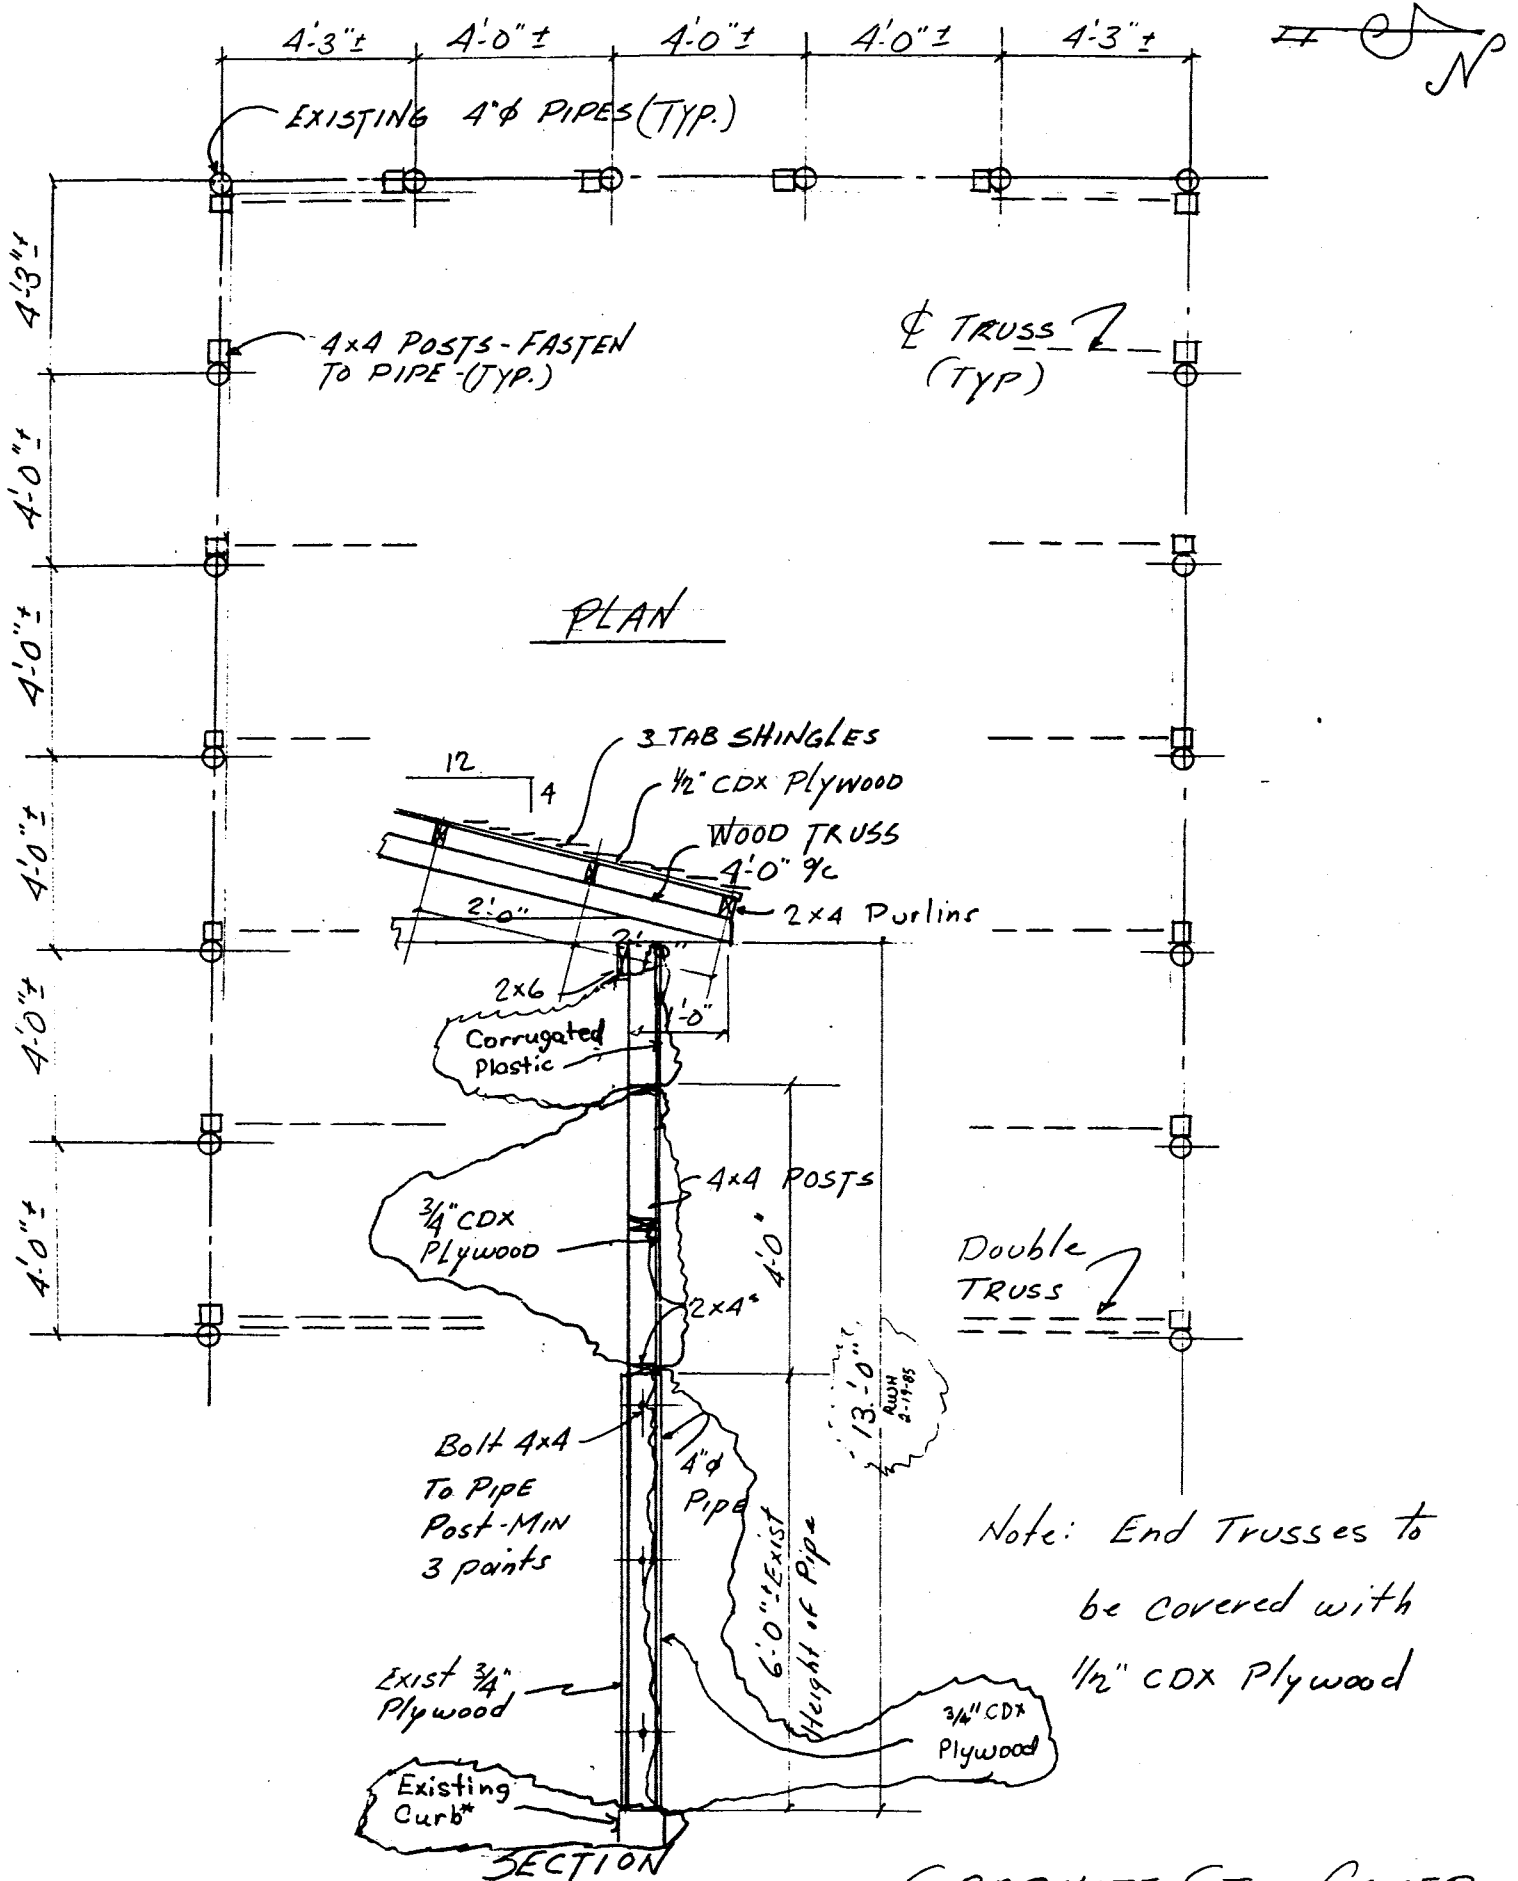 4'-3"±
4'-0"±
4'-0"±
4'-0"±
4'-3"±
N
EXISTING 4"φ PIPES (TYP.)
4'-3"±
4x4 POSTS - FASTEN
TO PIPE - (TYP.)
℄ TRUSS
(TYP)
4'-0"±
PLAN
4'-0"±
3 TAB SHINGLES
1/2" CDX Plywood
12
4
WOOD TRUSS
4'-0" o/c
2x4 Purlins
4'-0"±
2'-0"
2x6
1'-0"
Corrugated
Plastic
4'-0"±
4x4 POSTS
3/4" CDX
PLywood
4'-0"
4'-0"±
Double
TRUSS
2x4s
13'-0"
RWH
2-19-85
Bolt 4x4
To PIPE
Post-MIN
3 points
4"φ
Pipe
6'-0"± Exist
Height of Pipe
Note: End Trusses to
be covered with
1/2" CDX Plywood
Exist 3/4"
Plywood
3/4" CDX
Plywood
Existing
Curb*
SECTION